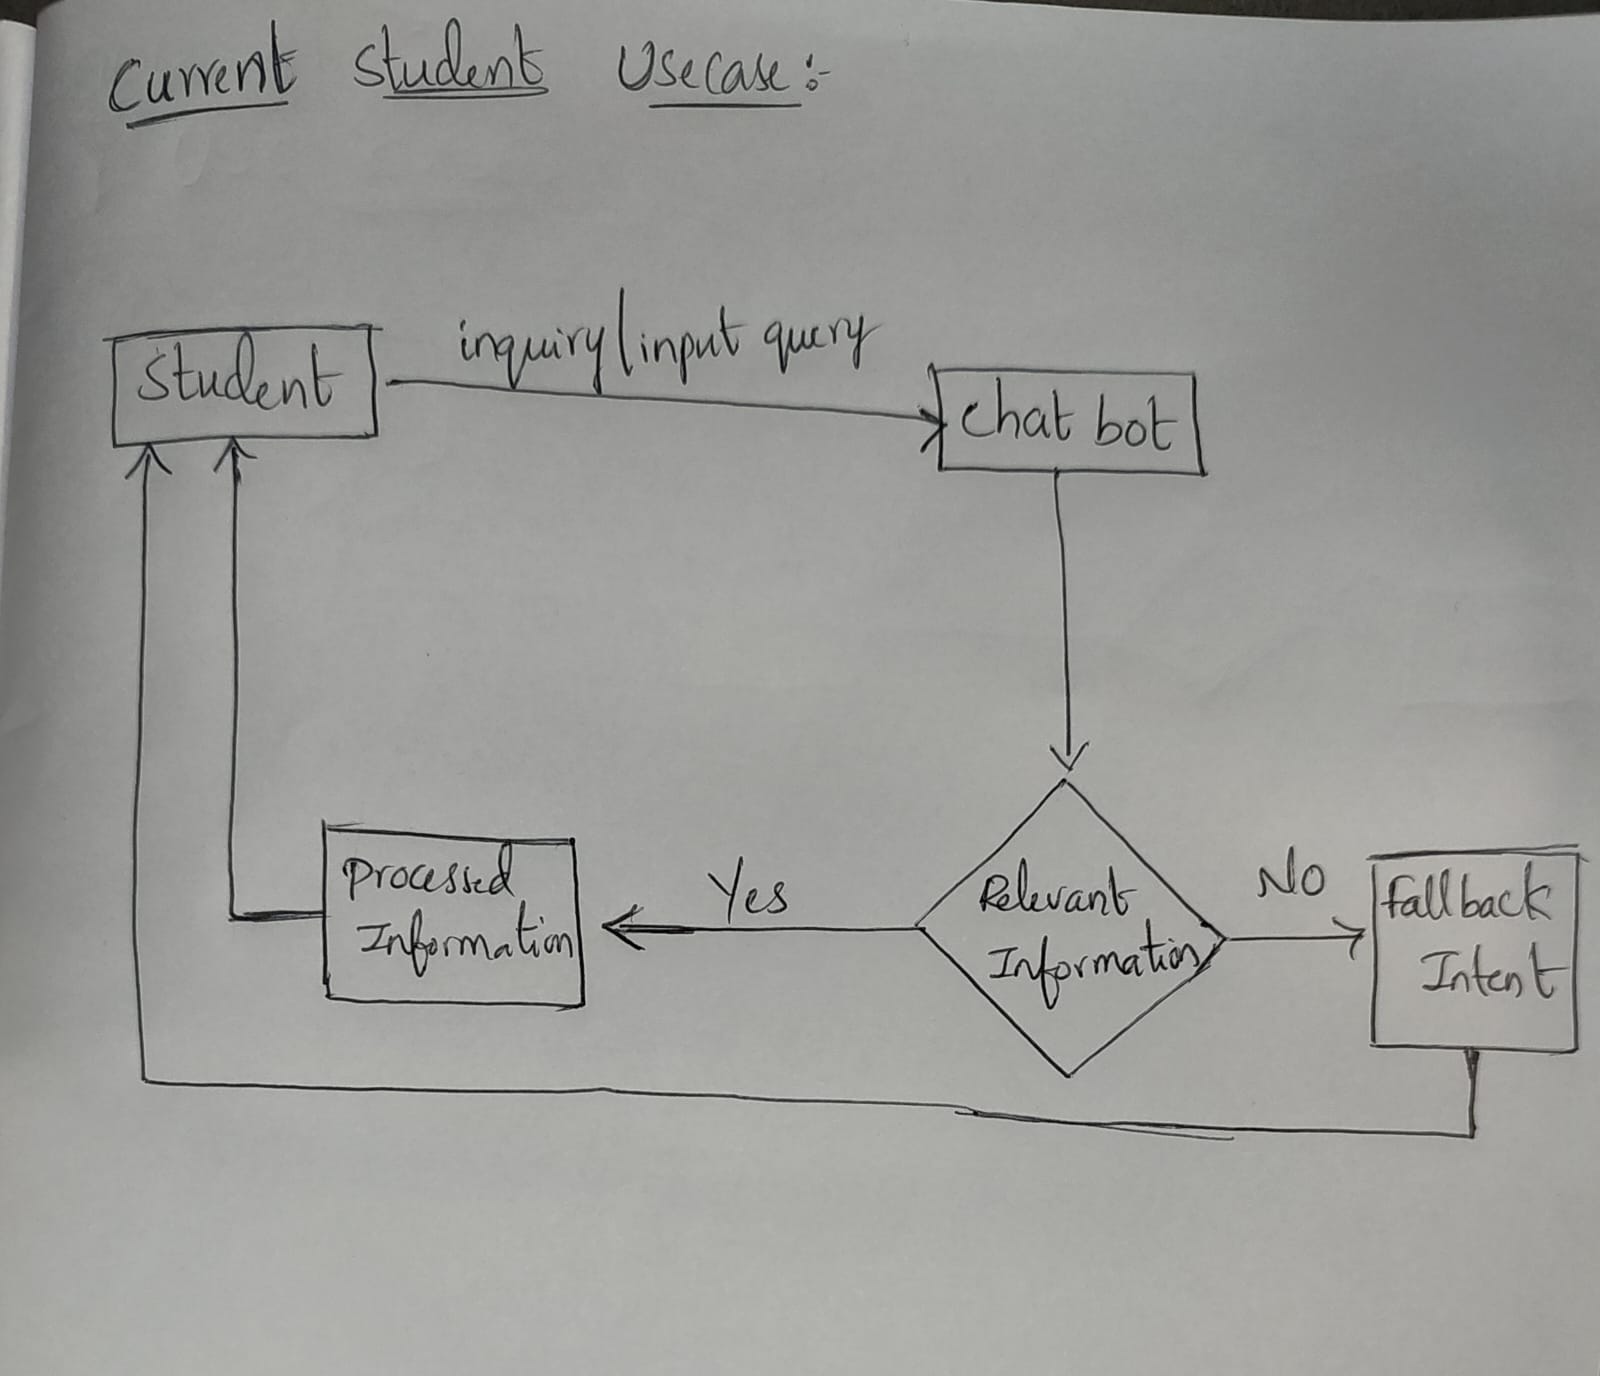 Current Student Usecase:-
Student
inquiry/input query
Chat bot
Processed
Information
Yes
Relevant
Information
No
Fallback
Intent